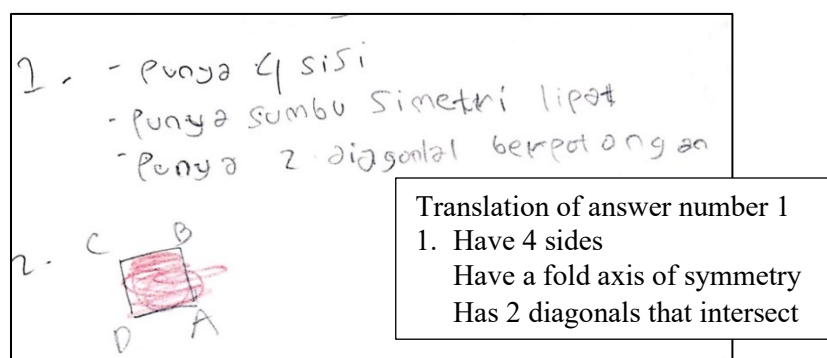 1. - Punya 4 sisi
- Punya sumbu simetri lipat
- Punya 2 diagonlal berpotongan
Translation of answer number 1
1. Have 4 sides
Have a fold axis of symmetry
Has 2 diagonals that intersect
2. C B
D A